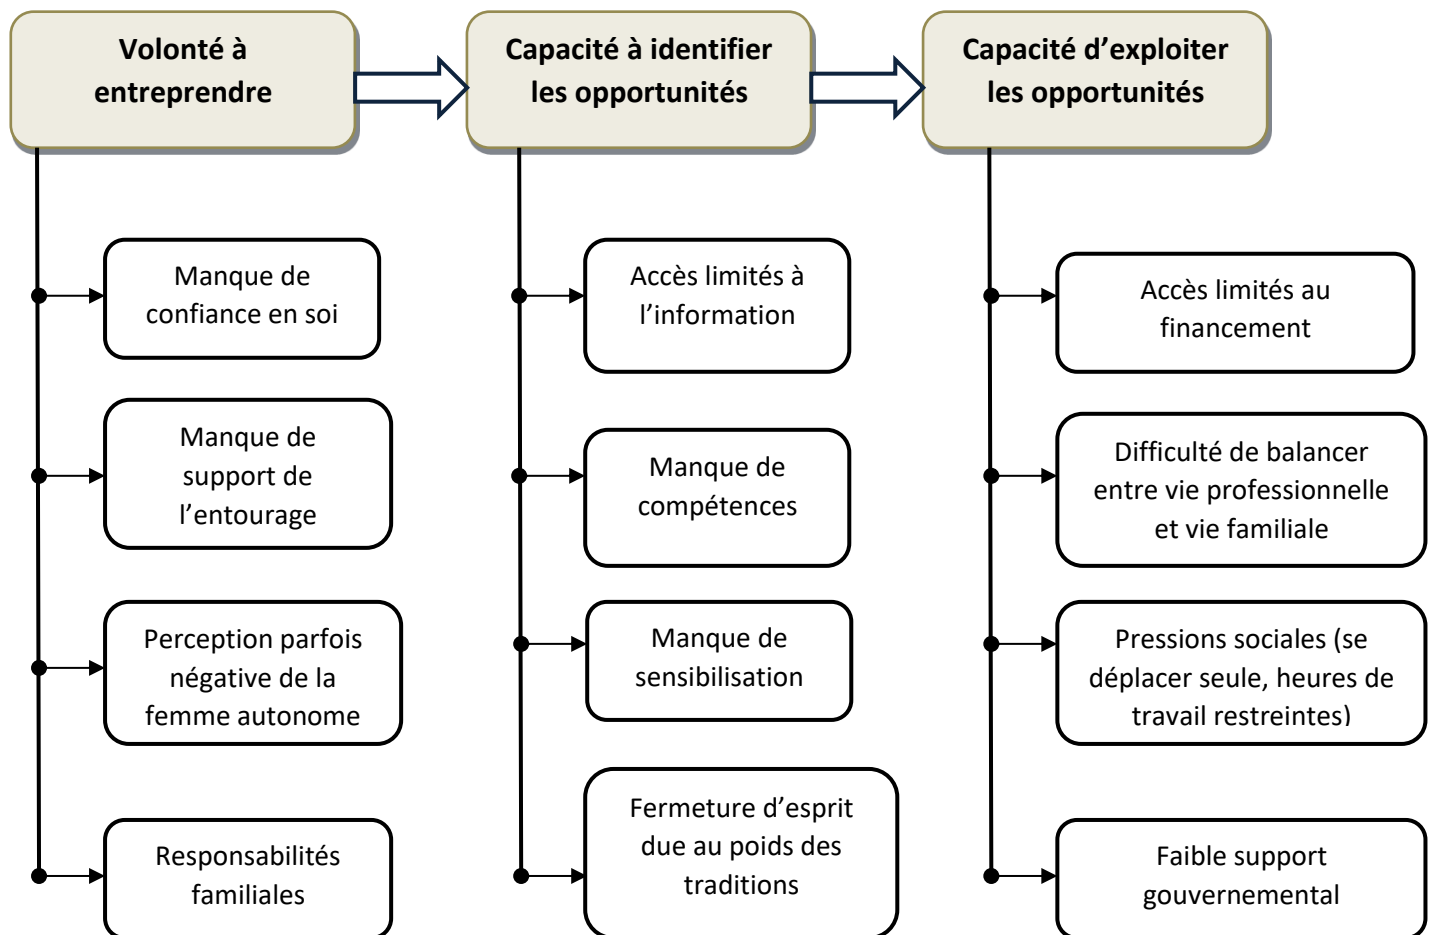 Volonté à
entreprendre
Capacité à identifier
les opportunités
Capacité d’exploiter
les opportunités
Manque de
confiance en soi
Manque de
support de
l’entourage
Perception parfois
négative de la
femme autonome
Responsabilités
familiales
Accès limités à
l’information
Manque de
compétences
Manque de
sensibilisation
Fermeture d’esprit
due au poids des
traditions
Accès limités au
financement
Difficulté de balancer
entre vie professionnelle
et vie familiale
Pressions sociales (se
déplacer seule, heures de
travail restreintes)
Faible support
gouvernemental